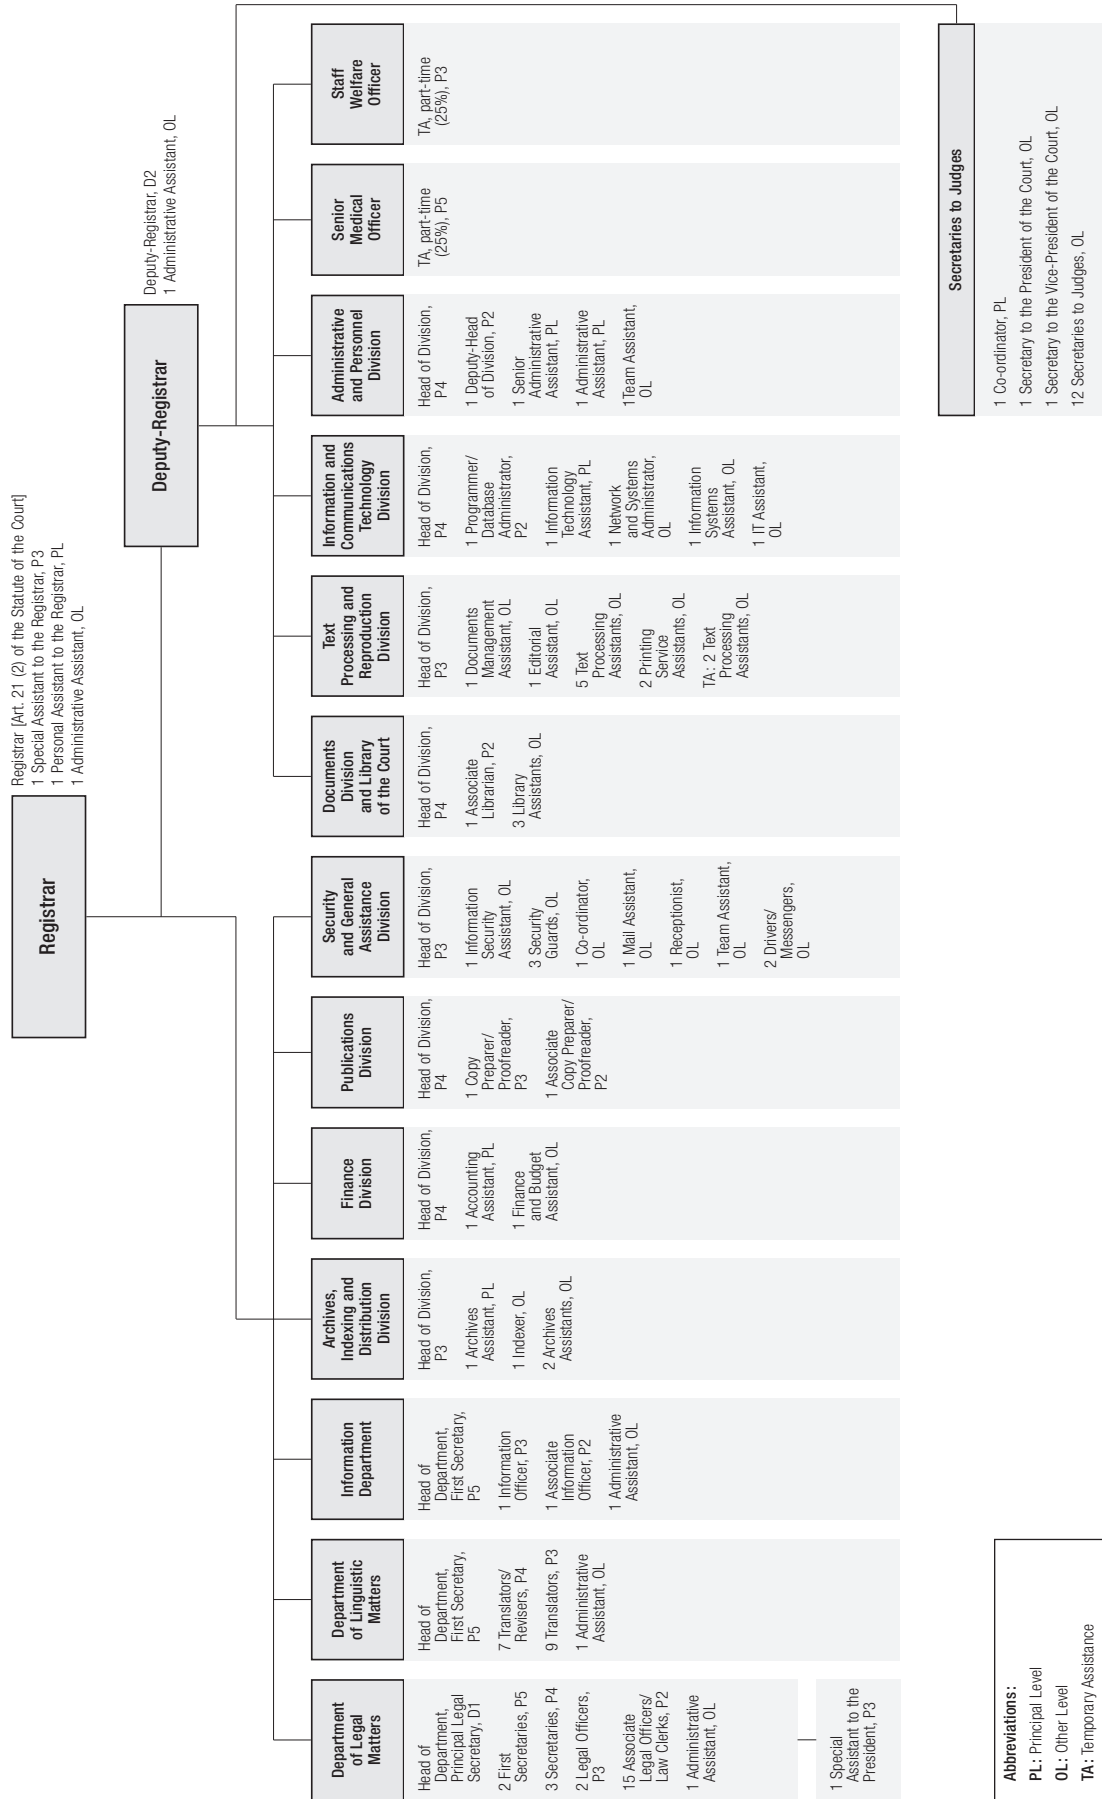 Registrar
Registrar [Art. 21 (2) of the Statute of the Court]
1 Special Assistant to the Registrar, P3
1 Personal Assistant to the Registrar, PL
1 Administrative Assistant, OL
Deputy-Registrar
Deputy-Registrar, D2
1 Administrative Assistant, OL
Department
of Legal
Matters
Head of
Department,
Principal Legal
Secretary, D1
2 First
Secretaries, P5
3 Secretaries, P4
2 Legal Officers,
P3
15 Associate
Legal Officers/
Law Clerks, P2
1 Administrative
Assistant, OL
1 Special
Assistant to the
President, P3
Department
of Linguistic
Matters
Head of
Department,
First Secretary,
P5
7 Translators/
Revisers, P4
9 Translators, P3
1 Administrative
Assistant, OL
Information
Department
Head of
Department,
First Secretary,
P5
1 Information
Officer, P3
1 Associate
Information
Officer, P2
1 Administrative
Assistant, OL
Archives,
Indexing and
Distribution
Division
Head of Division,
P3
1 Archives
Assistant, PL
1 Indexer, OL
2 Archives
Assistants, OL
Finance
Division
Head of Division,
P4
1 Accounting
Assistant, PL
1 Finance
and Budget
Assistant, OL
Publications
Division
Head of Division,
P4
1 Copy
Preparer/
Proofreader,
P3
1 Associate
Copy Preparer/
Proofreader,
P2
Security
and General
Assistance
Division
Head of Division,
P3
1 Information
Security
Assistant, OL
3 Security
Guards, OL
1 Co-ordinator,
OL
1 Mail Assistant,
OL
1 Receptionist,
OL
1 Team Assistant,
OL
2 Drivers/
Messengers,
OL
Documents
Division
and Library
of the Court
Head of Division,
P4
1 Associate
Librarian, P2
3 Library
Assistants, OL
Text
Processing and
Reproduction
Division
Head of Division,
P3
1 Documents
Management
Assistant, OL
1 Editorial
Assistant, OL
5 Text
Processing
Assistants, OL
2 Printing
Service
Assistants, OL
TA: 2 Text
Processing
Assistants, OL
Information and
Communications
Technology
Division
Head of Division,
P4
1 Programmer/
Database
Administrator,
P2
1 Information
Technology
Assistant, PL
1 Network
and Systems
Administrator,
OL
1 Information
Systems
Assistant, OL
1 IT Assistant,
OL
Administrative
and Personnel
Division
Head of Division,
P4
1 Deputy-Head
of Division, P2
1 Senior
Administrative
Assistant, PL
1 Administrative
Assistant, PL
1Team Assistant,
OL
Senior
Medical
Officer
TA, part-time
(25%), P5
Staff
Welfare
Officer
TA, part-time
(25%), P3
Secretaries to Judges
1 Co-ordinator, PL
1 Secretary to the President of the Court, OL
1 Secretary to the Vice-President of the Court, OL
12 Secretaries to Judges, OL
Abbreviations:
PL: Principal Level
OL: Other Level
TA: Temporary Assistance